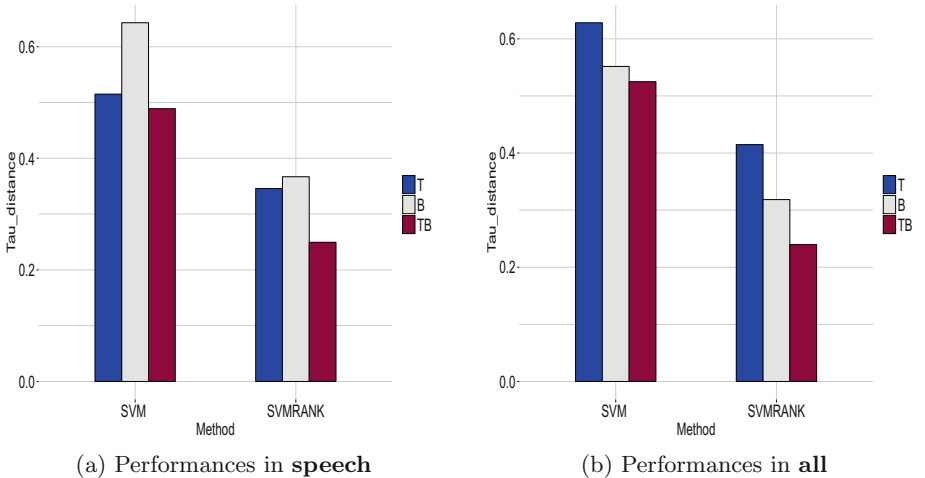 0.6
0.4
0.2
0.0
Tau_distance
SVM
SVMRANK
Method
T
B
TB
(a) Performances in speech
0.6
0.4
0.2
0.0
Tau_distance
SVM
SVMRANK
Method
T
B
TB
(b) Performances in all